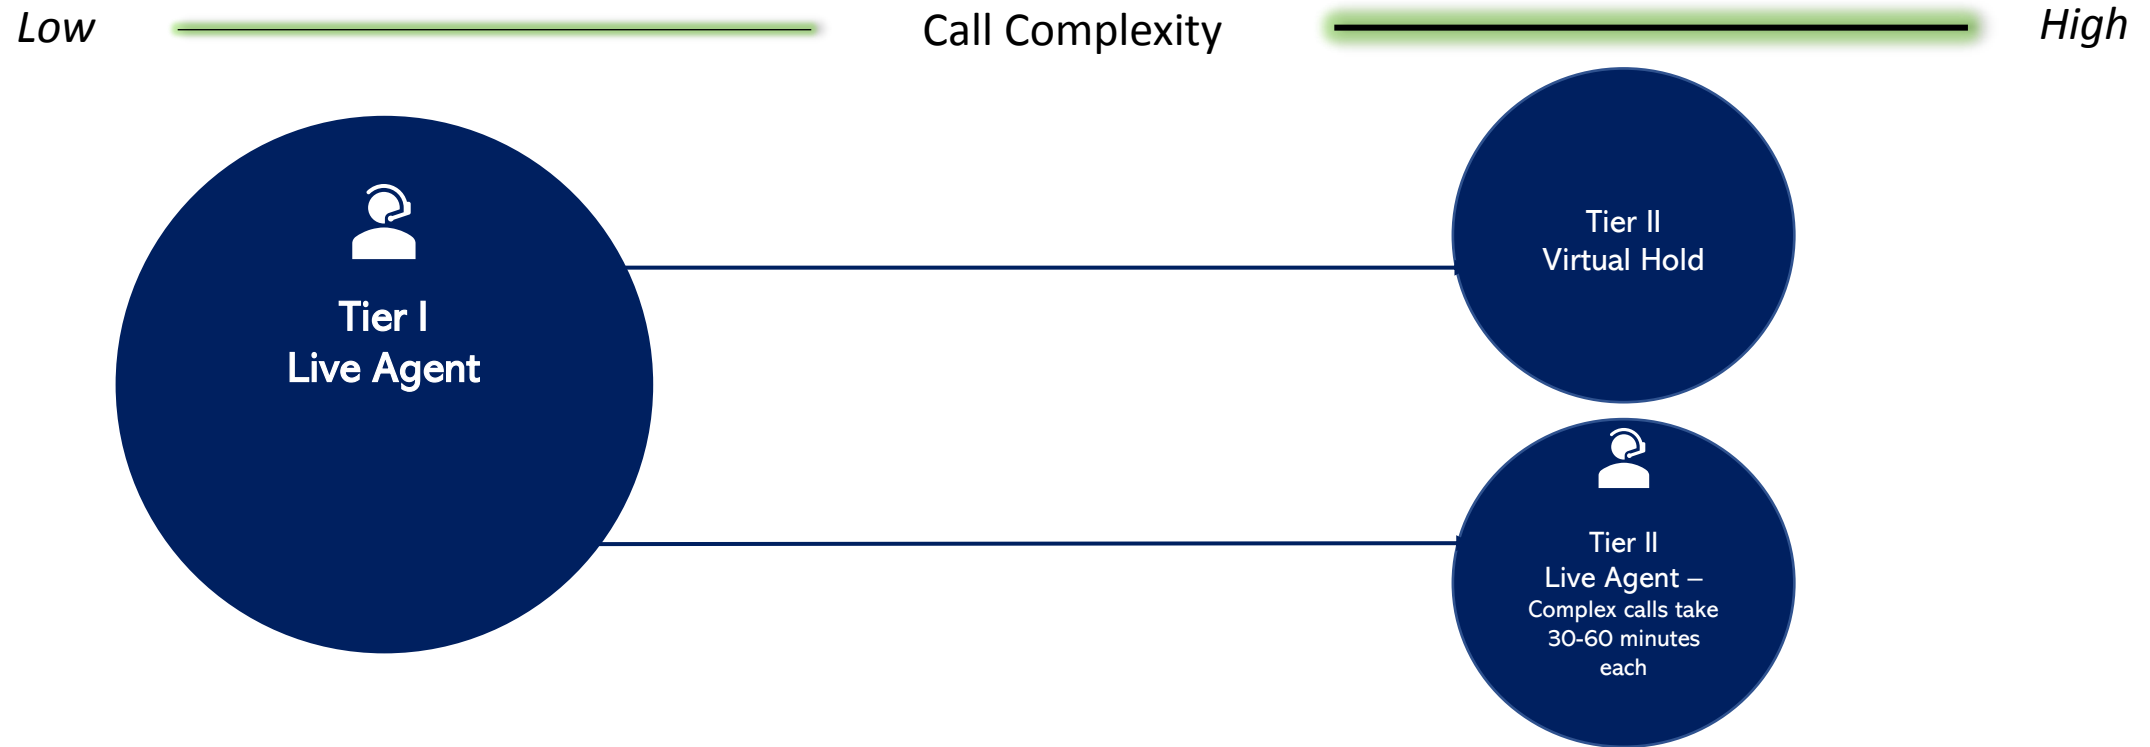 Low
Call Complexity
High
Tier I
Live Agent
Tier II
Virtual Hold
Tier II
Live Agent –
Complex calls take
30-60 minutes
each